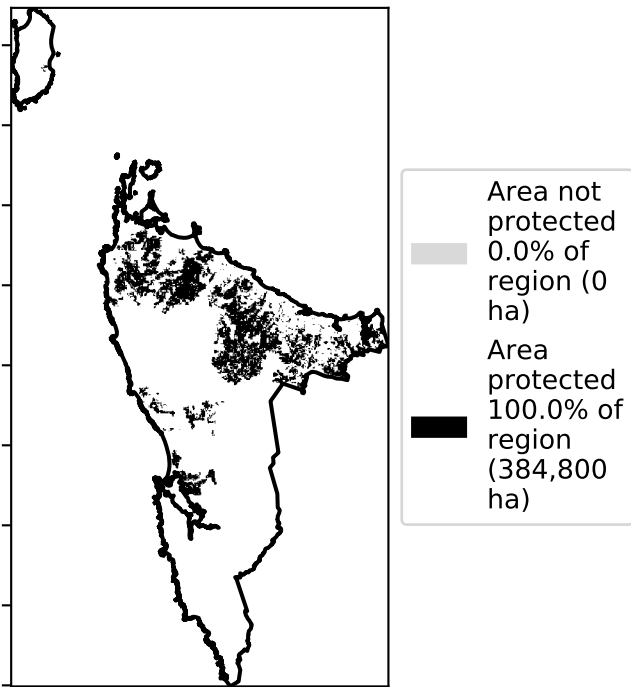 Area not
protected
0.0% of
region (0
ha)
Area
protected
100.0% of
region
(384,800
ha)